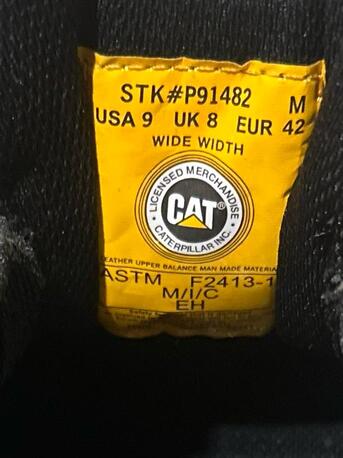 STK#P91482 M
USA 9 UK 8 EUR 42
WIDE WIDTH
LICENSED MERCHANDISE
CAT®
CATERPILLAR INC.
LEATHER UPPER BALANCE MAN MADE MATERIA
ASTM F2413-1
M/I/C
EH